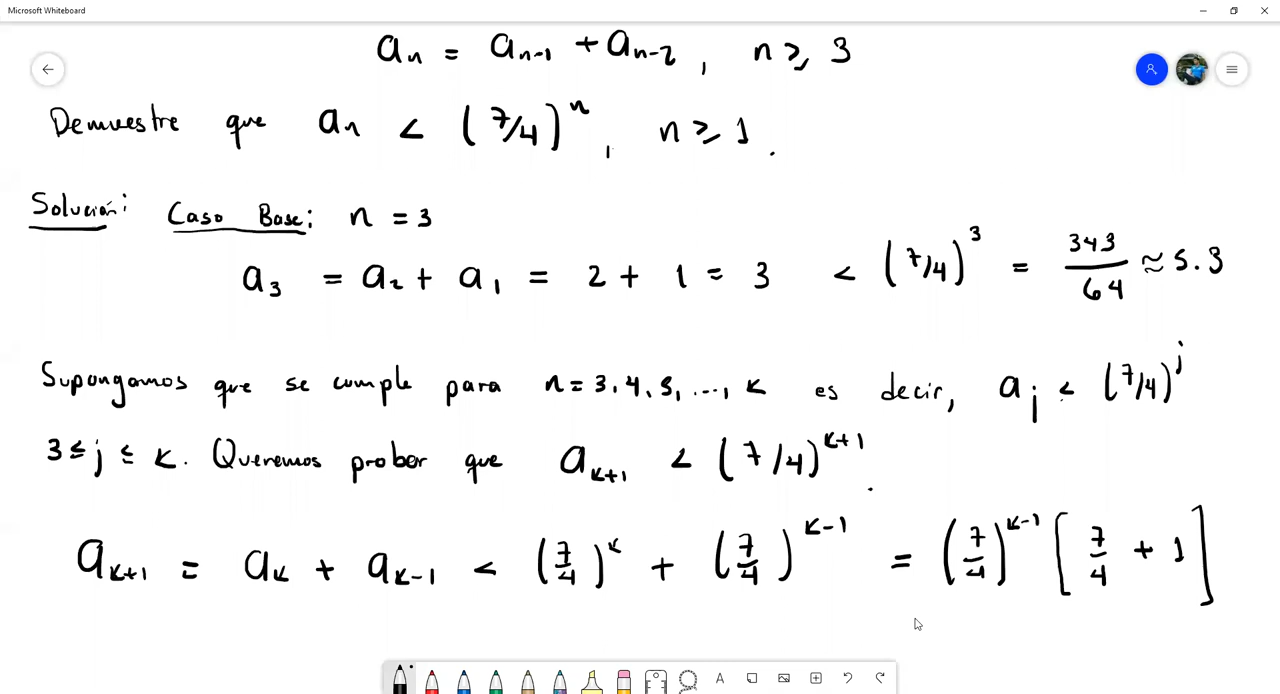 Microsoft Whiteboard
aₙ = aₙ₋₁ + aₙ₋₂ , n ≥ 3
Demuestre que aₙ < (7/4)ⁿ , n ≥ 1 .
Solución: Caso Base: n = 3
a₃ = a₂ + a₁ = 2 + 1 = 3 < (7/4)³ = 343/64 ≈ 5.3
Supongamos que se cumple para n = 3, 4, 5, ..., k es decir, aⱼ < (7/4)ʲ
3 ≤ j ≤ k. Queremos probar que aₖ₊₁ < (7/4)ᵏ⁺¹ .
aₖ₊₁ = aₖ + aₖ₋₁ < (7/4)ᵏ + (7/4)ᵏ⁻¹ = (7/4)ᵏ⁻¹ [7/4 + 1]